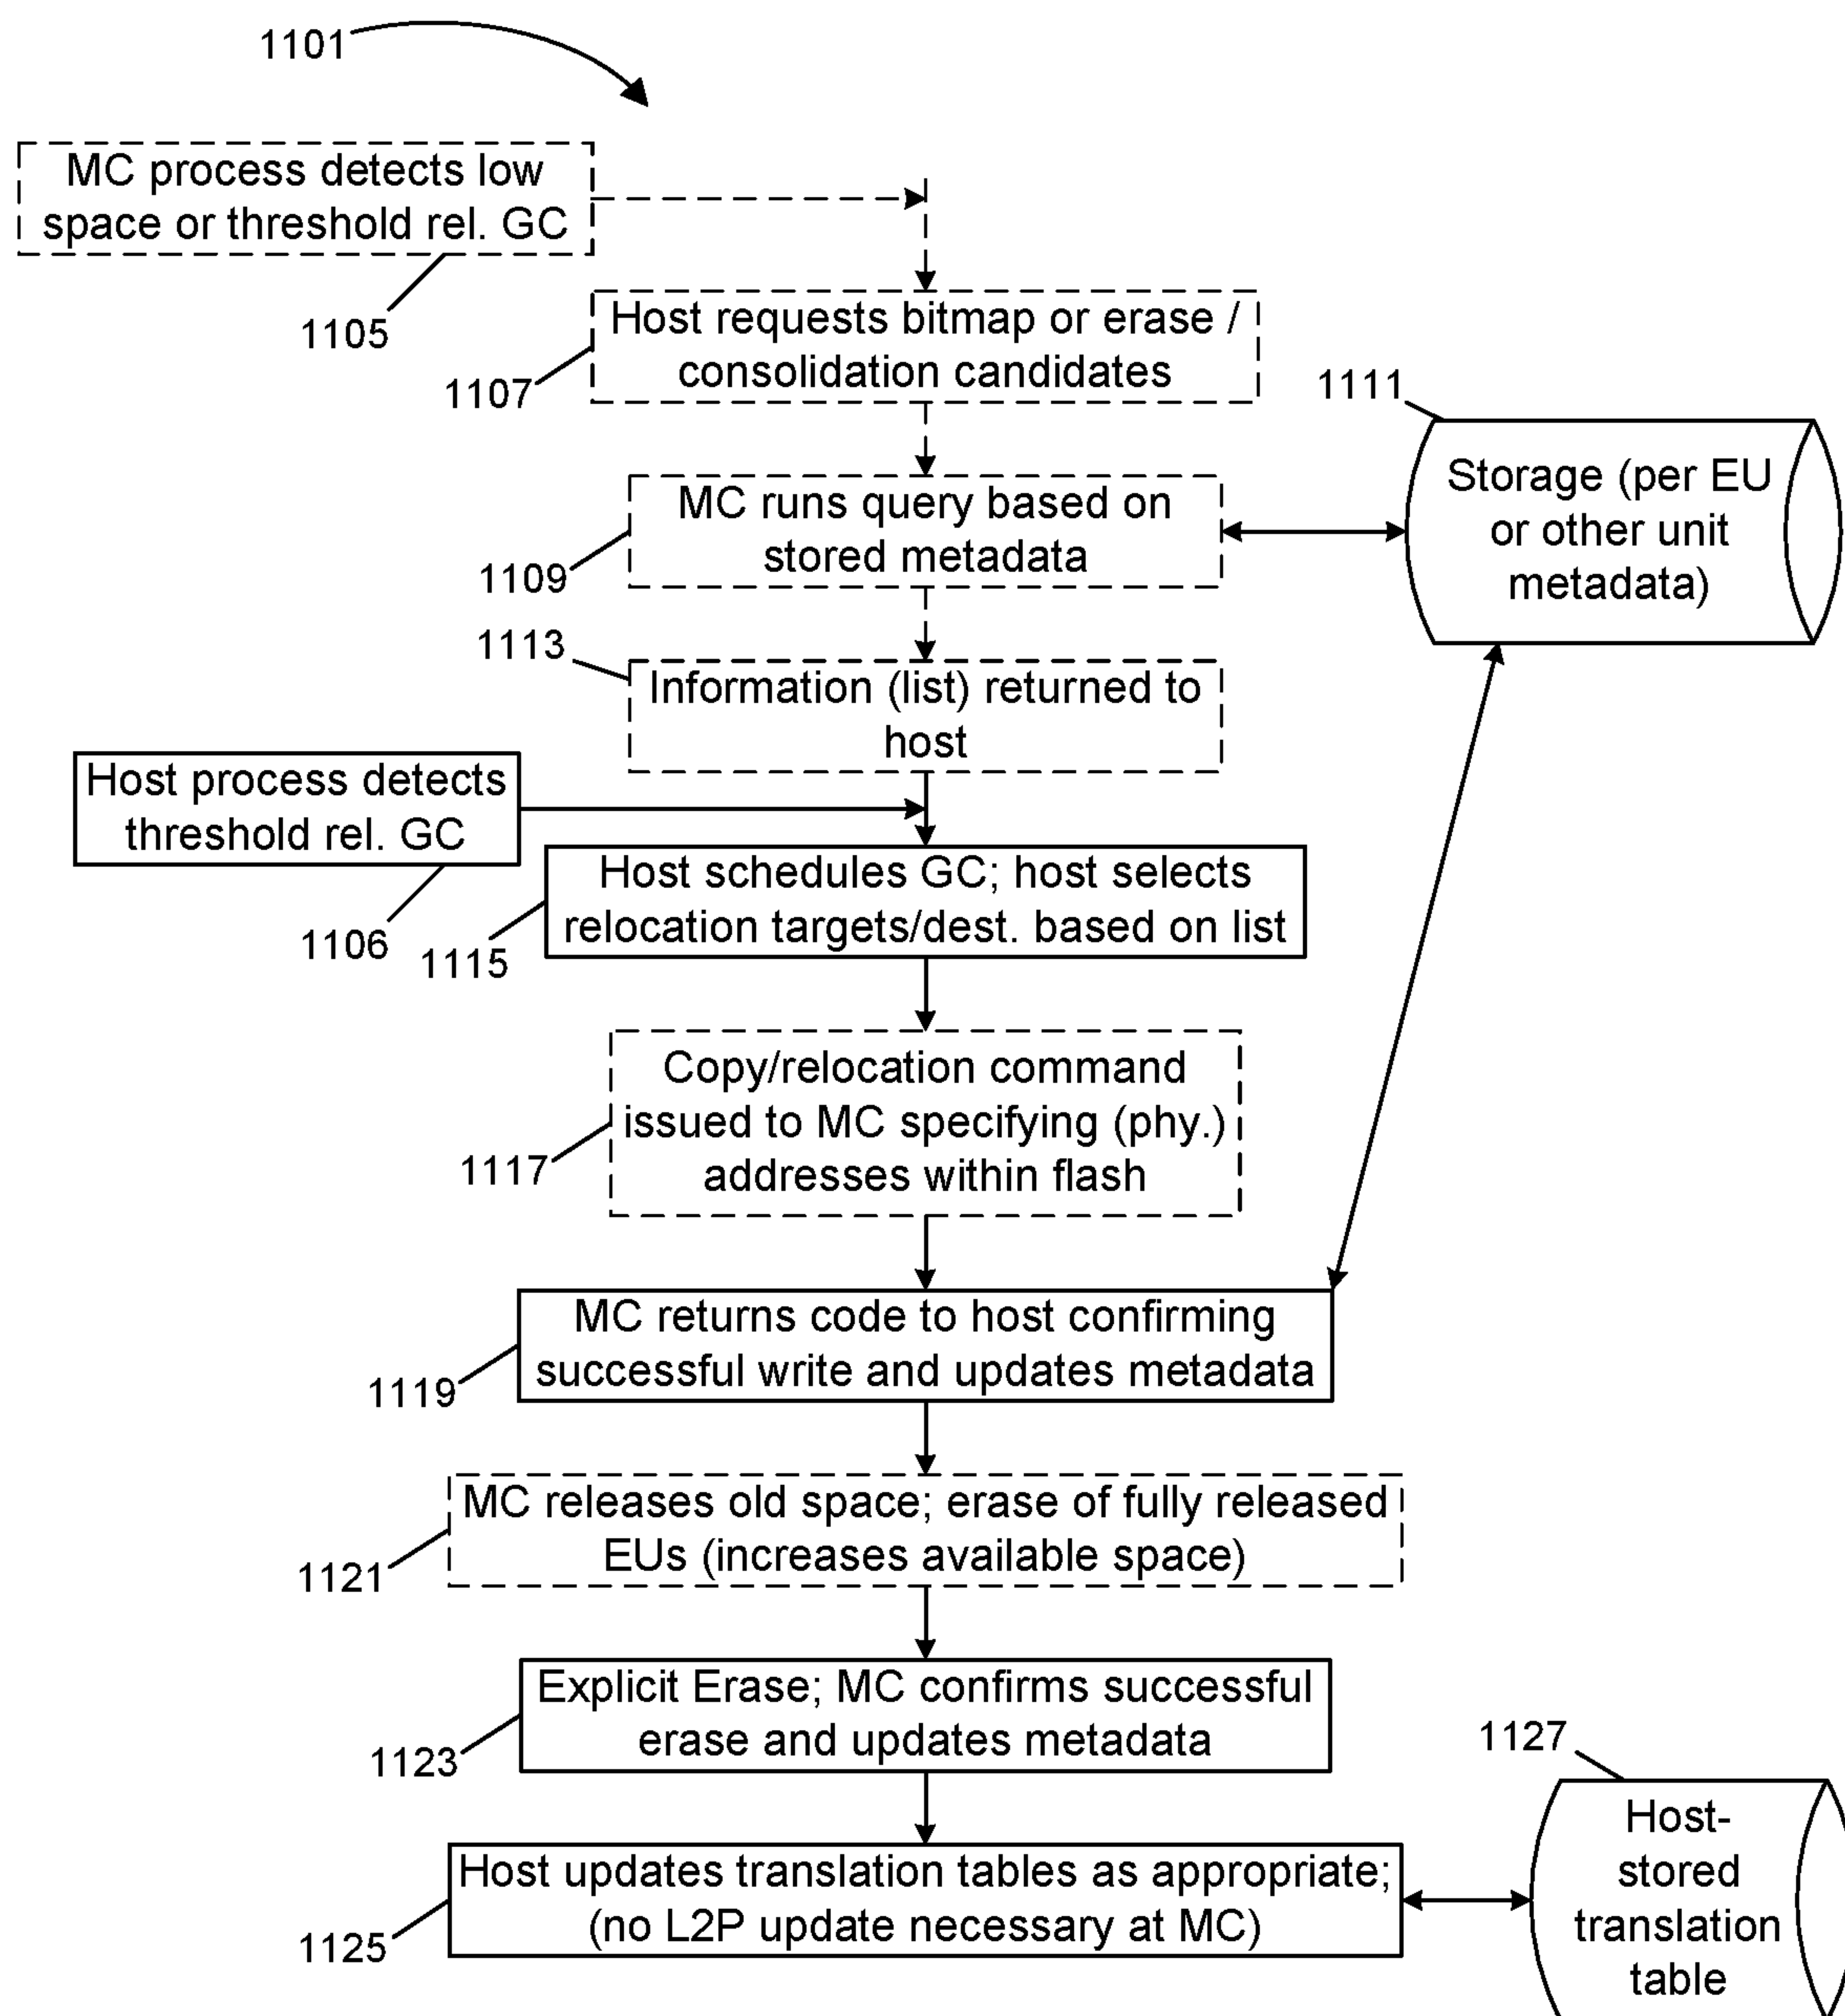 1101
MC process detects low
space or threshold rel. GC
1105
Host requests bitmap or erase /
consolidation candidates
1107
1111
Storage (per EU
or other unit
metadata)
MC runs query based on
stored metadata
1109
1113
Information (list) returned to
host
Host process detects
threshold rel. GC
1106
Host schedules GC; host selects
relocation targets/dest. based on list
1115
Copy/relocation command
issued to MC specifying (phy.)
addresses within flash
1117
MC returns code to host confirming
successful write and updates metadata
1119
MC releases old space; erase of fully released
EUs (increases available space)
1121
Explicit Erase; MC confirms successful
erase and updates metadata
1123
1127
Host updates translation tables as appropriate;
(no L2P update necessary at MC)
1125
Host-
stored
translation
table